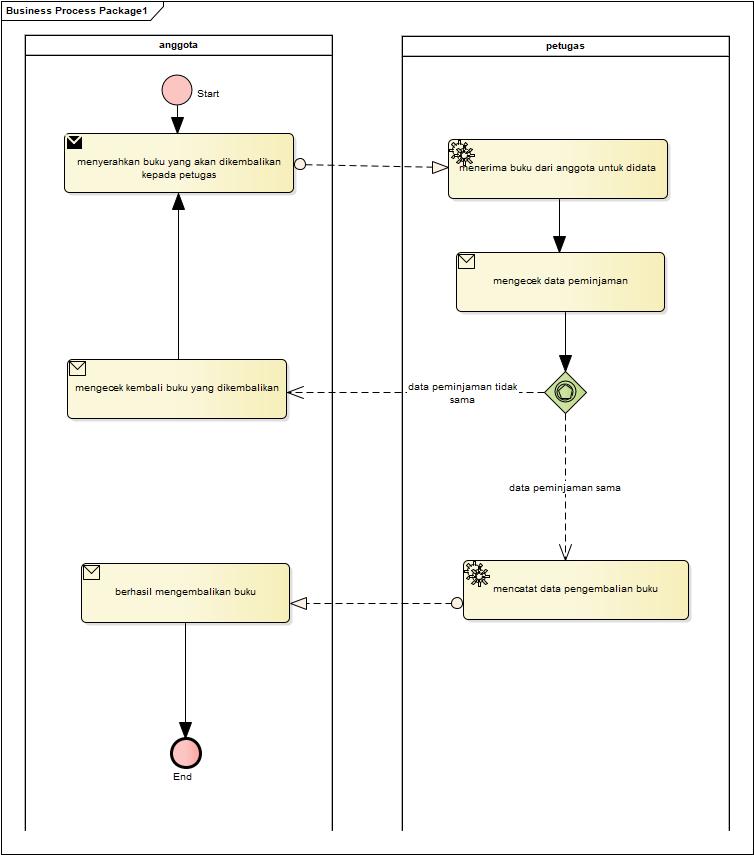 Business Process Package1
anggota
petugas
Start
menyerahkan buku yang akan dikembalikan
kepada petugas
menerima buku dari anggota untuk didata
mengecek data peminjaman
mengecek kembali buku yang dikembalikan
data peminjaman tidak
sama
data peminjaman sama
berhasil mengembalikan buku
mencatat data pengembalian buku
End